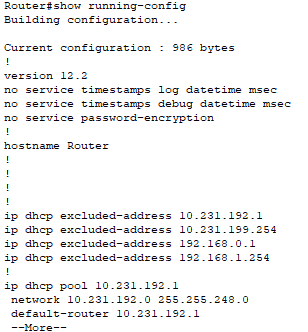 Router#show running-config
Building configuration...

Current configuration : 986 bytes
!
version 12.2
no service timestamps log datetime msec
no service timestamps debug datetime msec
no service password-encryption
!
hostname Router
!
!
!
!
ip dhcp excluded-address 10.231.192.1
ip dhcp excluded-address 10.231.199.254
ip dhcp excluded-address 192.168.0.1
ip dhcp excluded-address 192.168.1.254
!
ip dhcp pool 10.231.192.1
 network 10.231.192.0 255.255.248.0
 default-router 10.231.192.1
 --More--